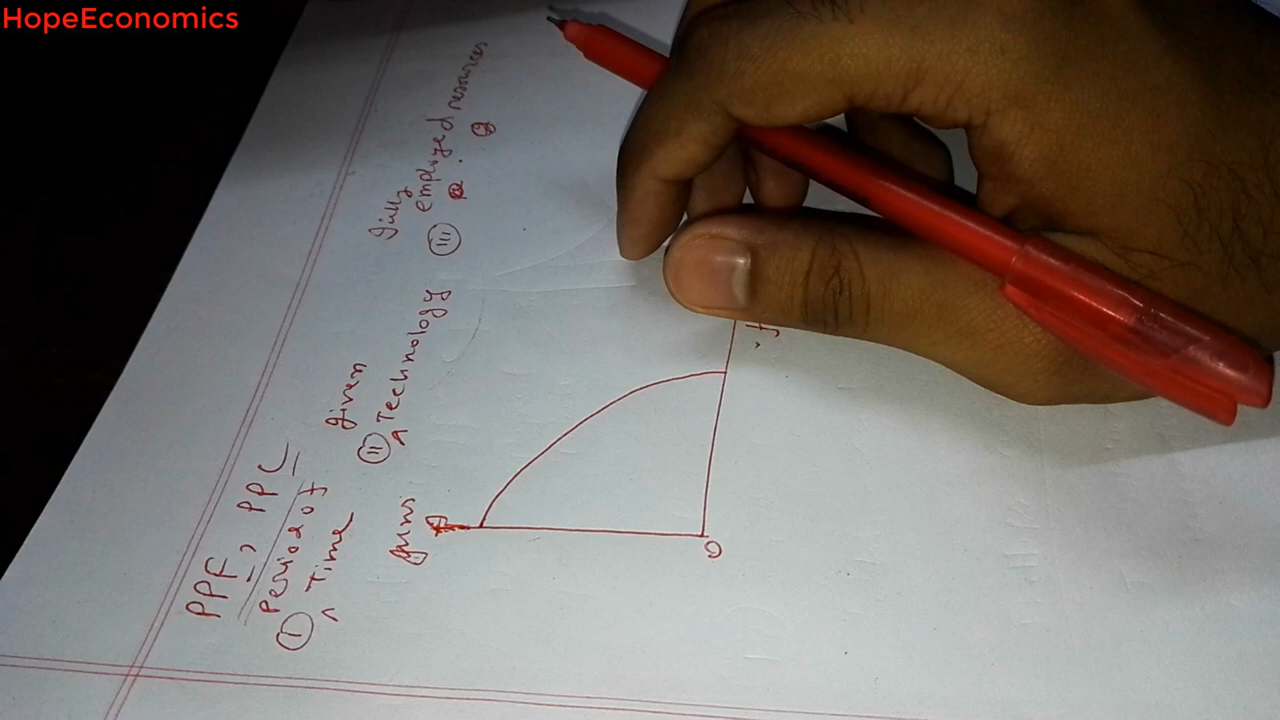 HopeEconomics
PPF, PPC
Period of given fully
I Time II Technology III employed resources
guns
O